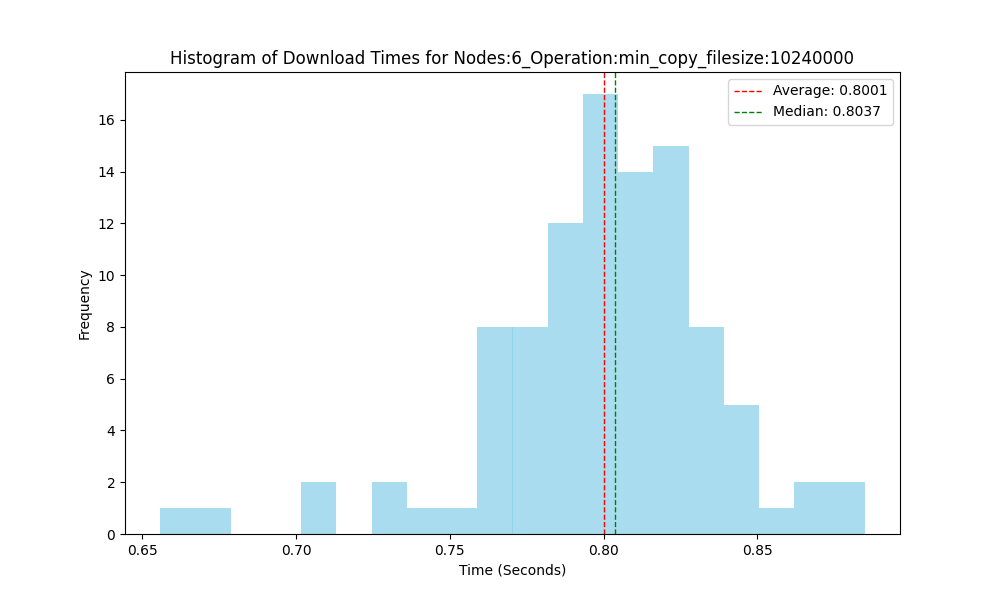 Histogram of Download Times for Nodes:6_Operation:min_copy_filesize:10240000
Average: 0.8001
Median: 0.8037
Frequency
16
14
12
10
8
6
4
2
0
0.65 0.70 0.75 0.80 0.85
Time (Seconds)